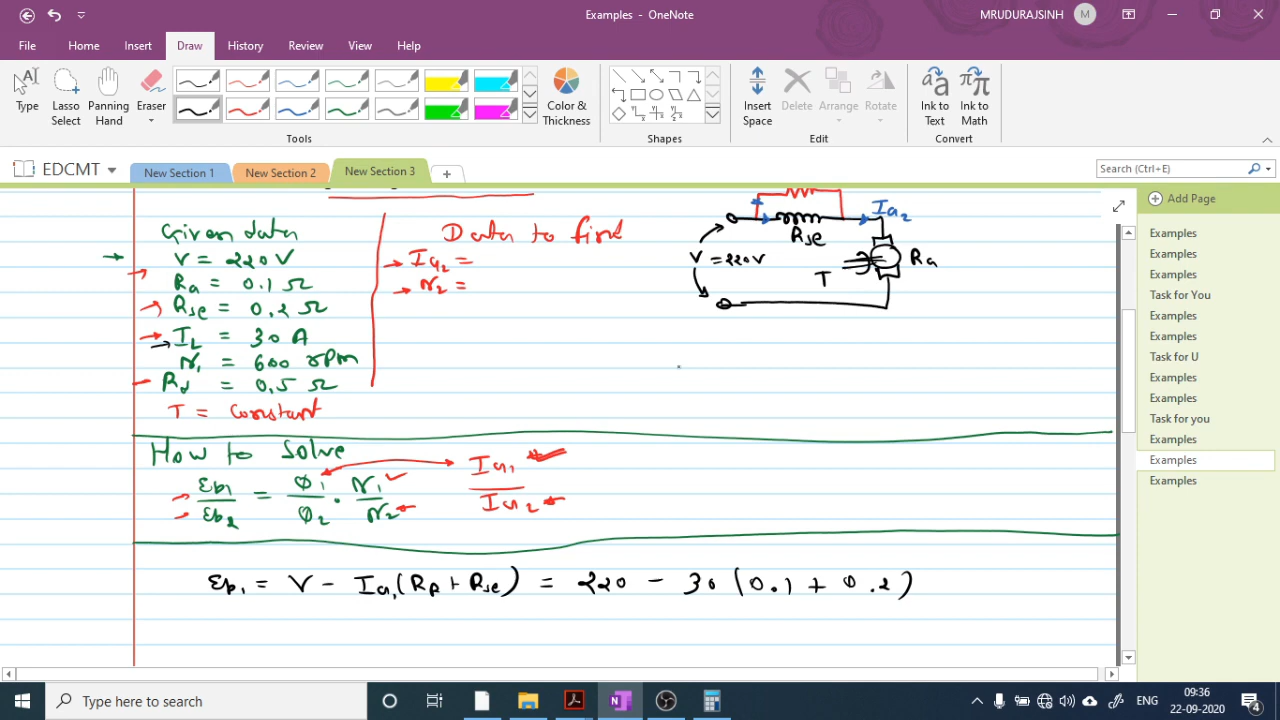 Examples - OneNote
MRUDURAJSINH M
File Home Insert Draw History Review View Help
Type Lasso Select Panning Hand Eraser Color & Thickness Insert Space Delete Arrange Rotate Ink to Text Ink to Math
Tools Shapes Edit Convert
EDCMT New Section 1 New Section 2 New Section 3 + Search (Ctrl+E)
Add Page
Examples
Examples
Examples
Task for You
Examples
Examples
Task for U
Examples
Examples
Task for you
Examples
Examples
Examples
Given data
V = 220 V
Ra = 0.1 Ω
Rse = 0.2 Ω
IL = 30 A
N1 = 600 rpm
Rd = 0.5 Ω
T = Constant
Data to find
Ia2 =
N2 =
Ia2
Rse
V = 220V
Ra
T
How to Solve
Eb1/Eb2 = Φ1/Φ2 . N1/N2
Ia1/Ia2
Eb1 = V - Ia1(Ra + Rse) = 220 - 30 (0.1 + 0.2)
Type here to search
ENG
09:36
22-09-2020
4